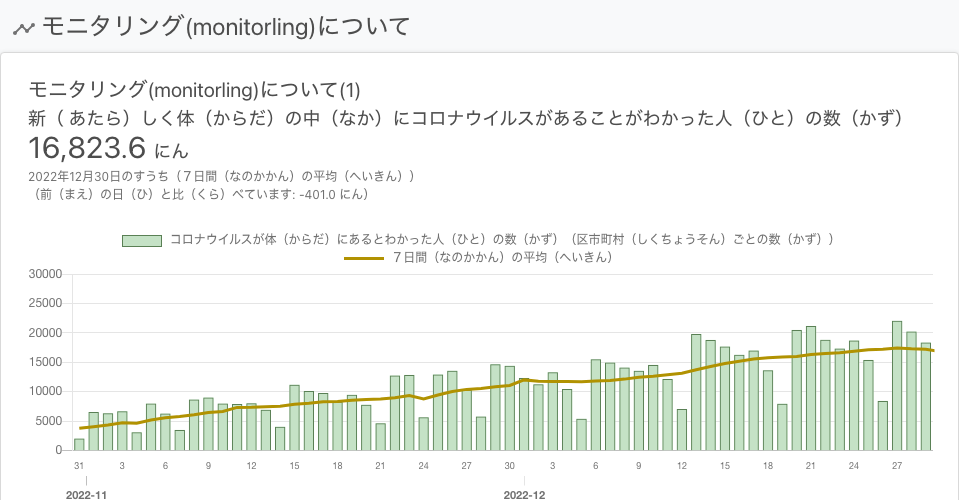 モニタリング(monitorling)について
モニタリング(monitorling)について(1)
新（ あたら）しく体（からだ）の中（なか）にコロナウイルスがあることがわかった人（ひと）の数（かず）
16,823.6 にん
2022年12月30日のすうち（７日間（なのかかん）の平均（へいきん））
（前（まえ）の日（ひ）と比（くら）べています: -401.0 にん）
コロナウイルスが体（からだ）にあるとわかった人（ひと）の数（かず）（区市町村（しくちょうそん）ごとの数（かず））
７日間（なのかかん）の平均（へいきん）
30000
25000
20000
15000
10000
5000
0
31 3 6 9 12 15 18 21 24 27 30 3 6 9 12 15 18 21 24 27
2022-11 2022-12